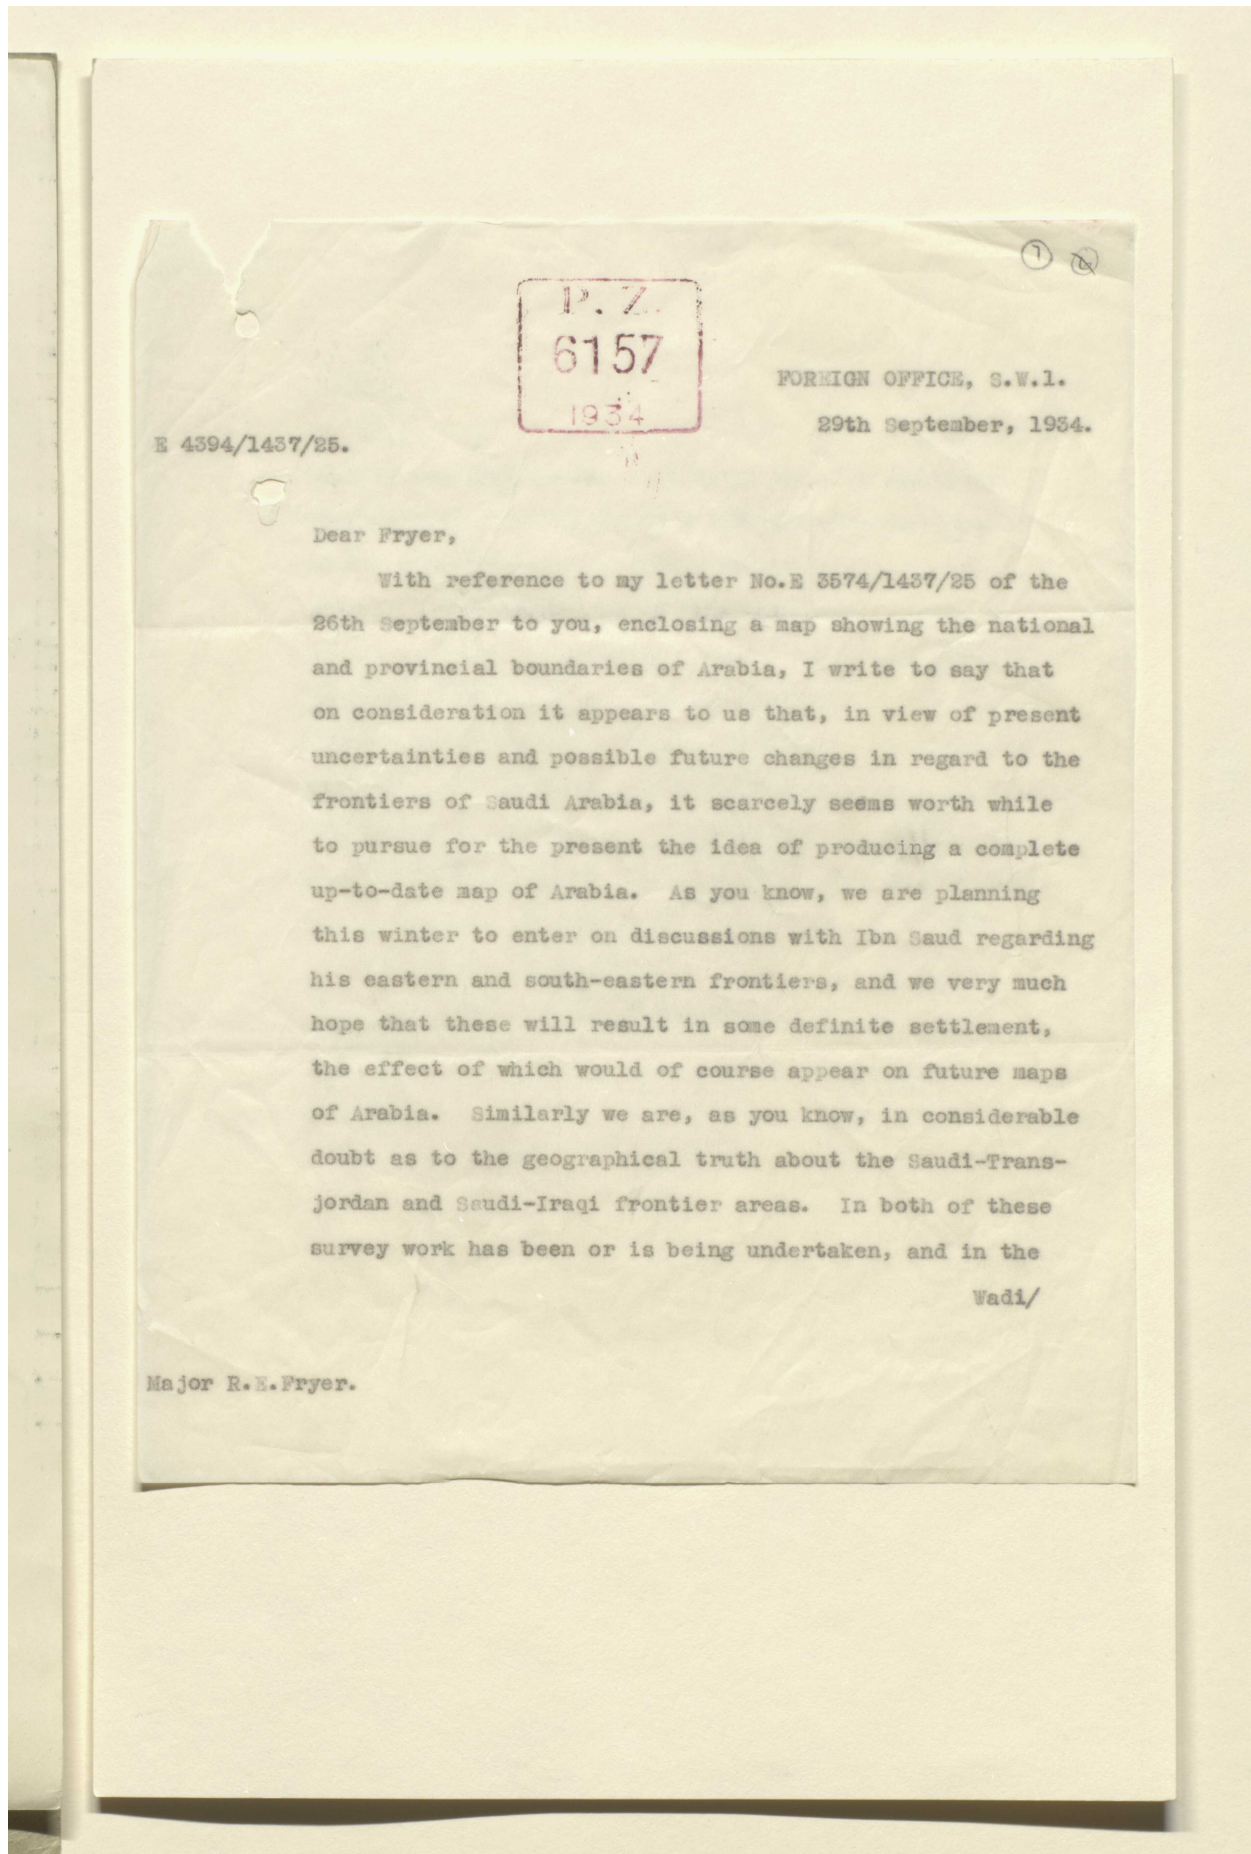 7
P. Z.
6157
1934
FOREIGN OFFICE, S.W.1.
29th September, 1934.
E 4394/1437/25.
Dear Fryer,
With reference to my letter No.E 3574/1437/25 of the
26th September to you, enclosing a map showing the national
and provincial boundaries of Arabia, I write to say that
on consideration it appears to us that, in view of present
uncertainties and possible future changes in regard to the
frontiers of Saudi Arabia, it scarcely seems worth while
to pursue for the present the idea of producing a complete
up-to-date map of Arabia. As you know, we are planning
this winter to enter on discussions with Ibn Saud regarding
his eastern and south-eastern frontiers, and we very much
hope that these will result in some definite settlement,
the effect of which would of course appear on future maps
of Arabia. Similarly we are, as you know, in considerable
doubt as to the geographical truth about the Saudi-Trans-
jordan and Saudi-Iraqi frontier areas. In both of these
survey work has been or is being undertaken, and in the
Wadi/
Major R.E.Fryer.